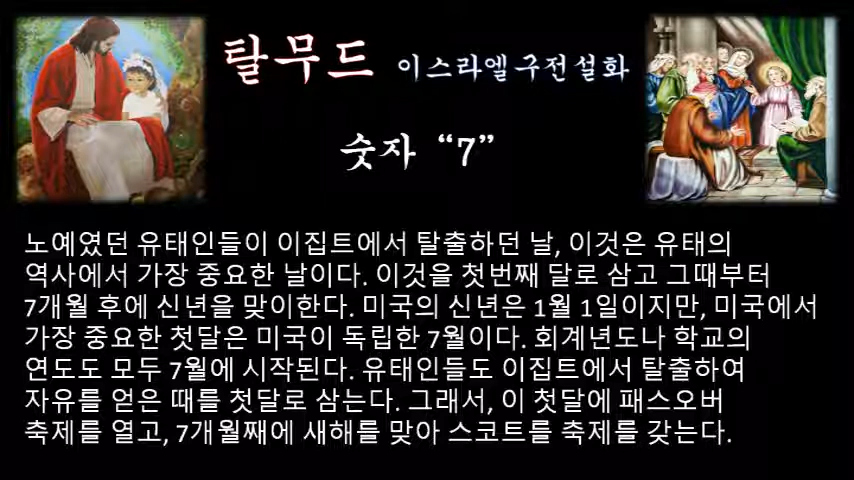 탈무드 이스라엘구전설화
숫자 “7”
노예였던 유태인들이 이집트에서 탈출하던 날, 이것은 유태의
역사에서 가장 중요한 날이다. 이것을 첫번째 달로 삼고 그때부터
7개월 후에 신년을 맞이한다. 미국의 신년은 1월 1일이지만, 미국에서
가장 중요한 첫달은 미국이 독립한 7월이다. 회계년도나 학교의
연도도 모두 7월에 시작된다. 유태인들도 이집트에서 탈출하여
자유를 얻은 때를 첫달로 삼는다. 그래서, 이 첫달에 패스오버
축제를 열고, 7개월째에 새해를 맞아 스코트를 축제를 갖는다.